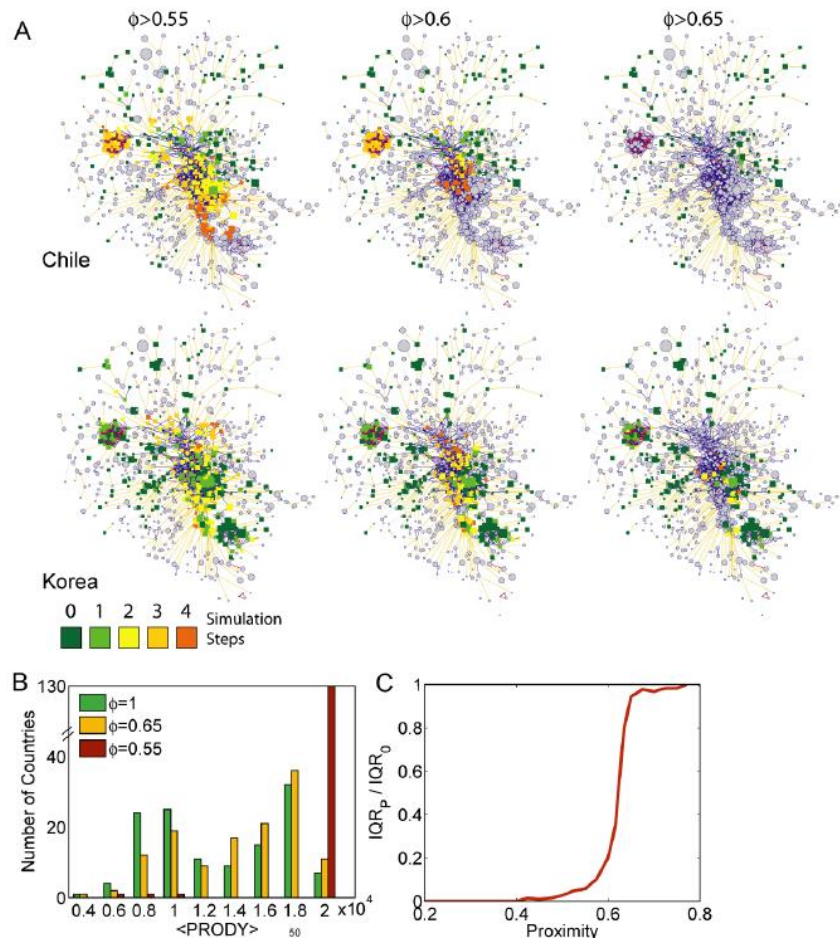 A
ϕ>0.55 ϕ>0.6 ϕ>0.65
Chile
Korea
0 1 2 3 4 Simulation
Steps
B
130
40
20
0
Number of Countries
ϕ=1
ϕ=0.65
ϕ=0.55
0.4 0.6 0.8 1 1.2 1.4 1.6 1.8 2 x10⁴
<PRODY> 50
C
1
0.8
0.6
0.4
0.2
0
IQR_P / IQR_0
0.2 0.4 0.6 0.8
Proximity